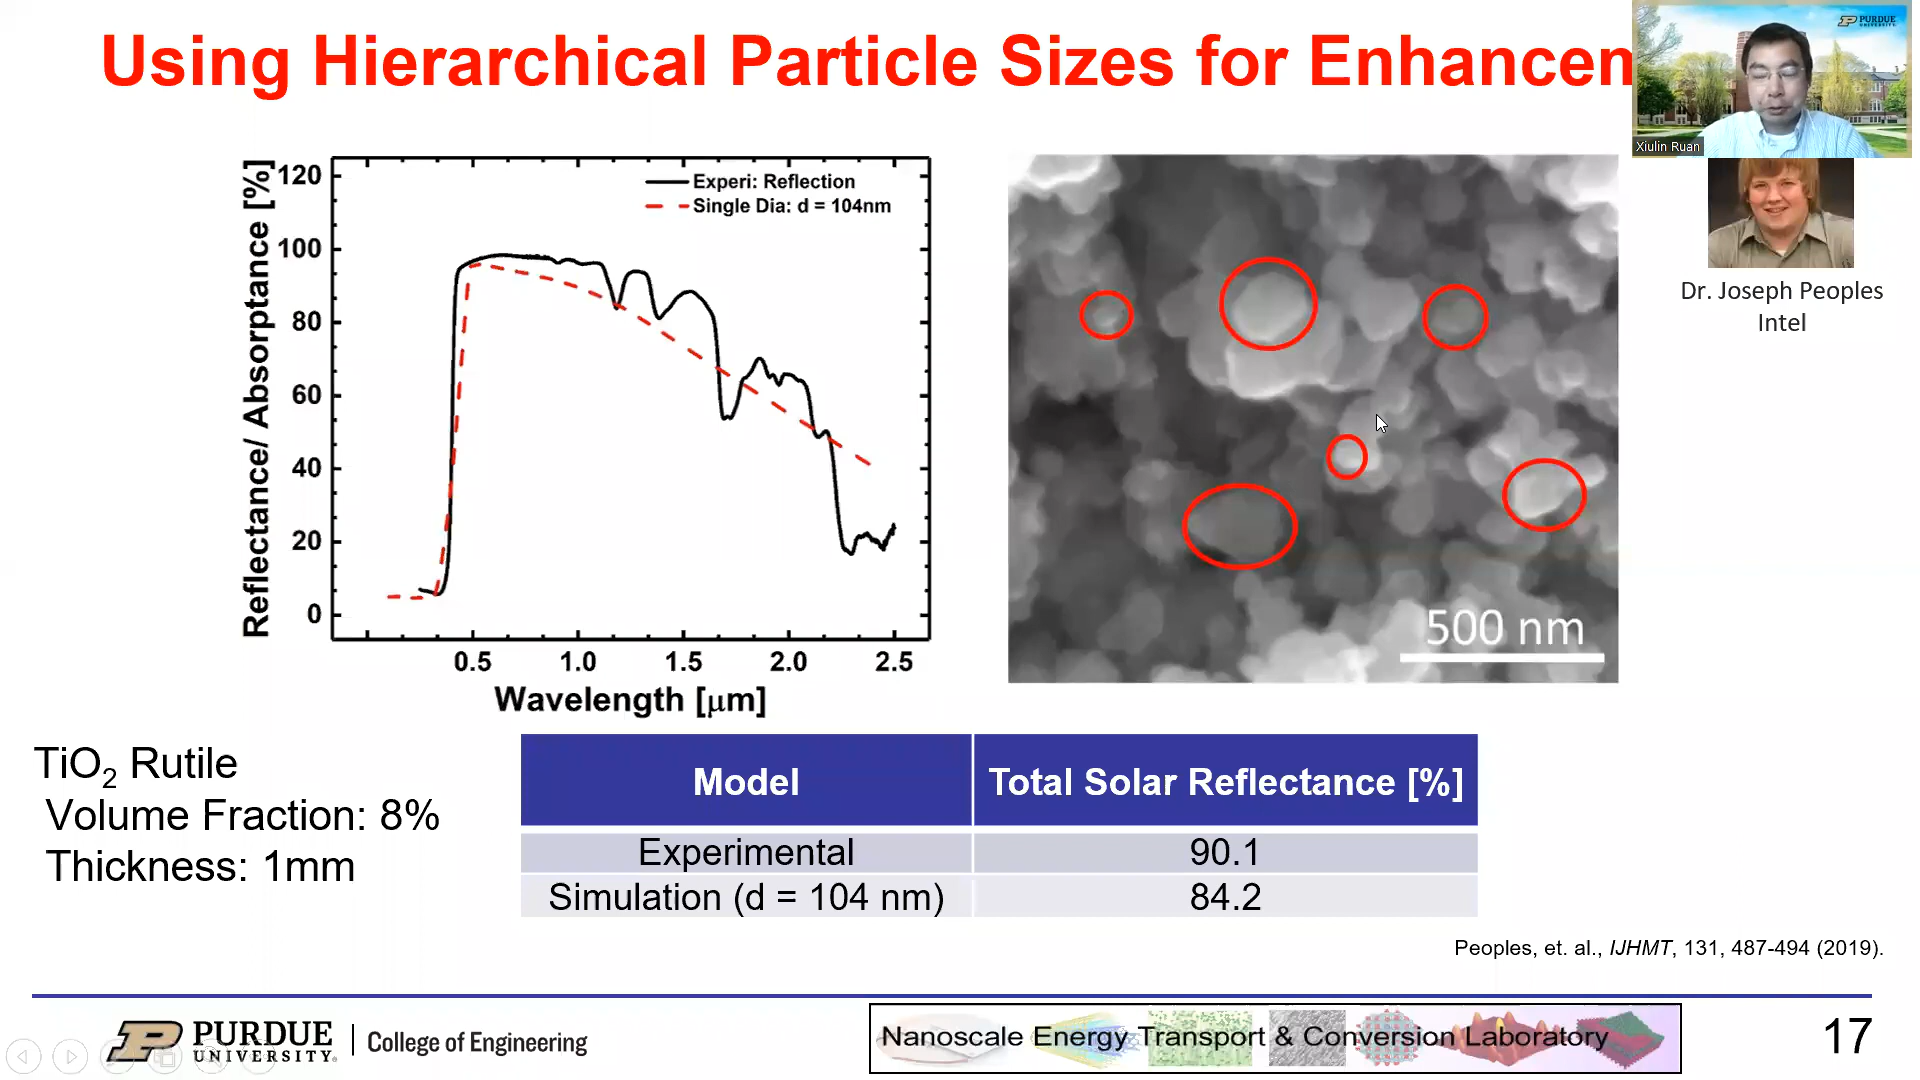 Using Hierarchical Particle Sizes for Enhancem
PURDUE
UNIVERSITY
Xiulin Ruan
Dr. Joseph Peoples
Intel
Reflectance/ Absorptance [%]
120
100
80
60
40
20
0
Experi: Reflection
Single Dia: d = 104nm
0.5 1.0 1.5 2.0 2.5
Wavelength [μm]
500 nm
TiO₂ Rutile
Volume Fraction: 8%
Thickness: 1mm
Model Total Solar Reflectance [%]
Experimental 90.1
Simulation (d = 104 nm) 84.2
Peoples, et. al., IJHMT, 131, 487-494 (2019).
PURDUE
UNIVERSITY.
College of Engineering
Nanoscale Energy Transport & Conversion Laboratory
17